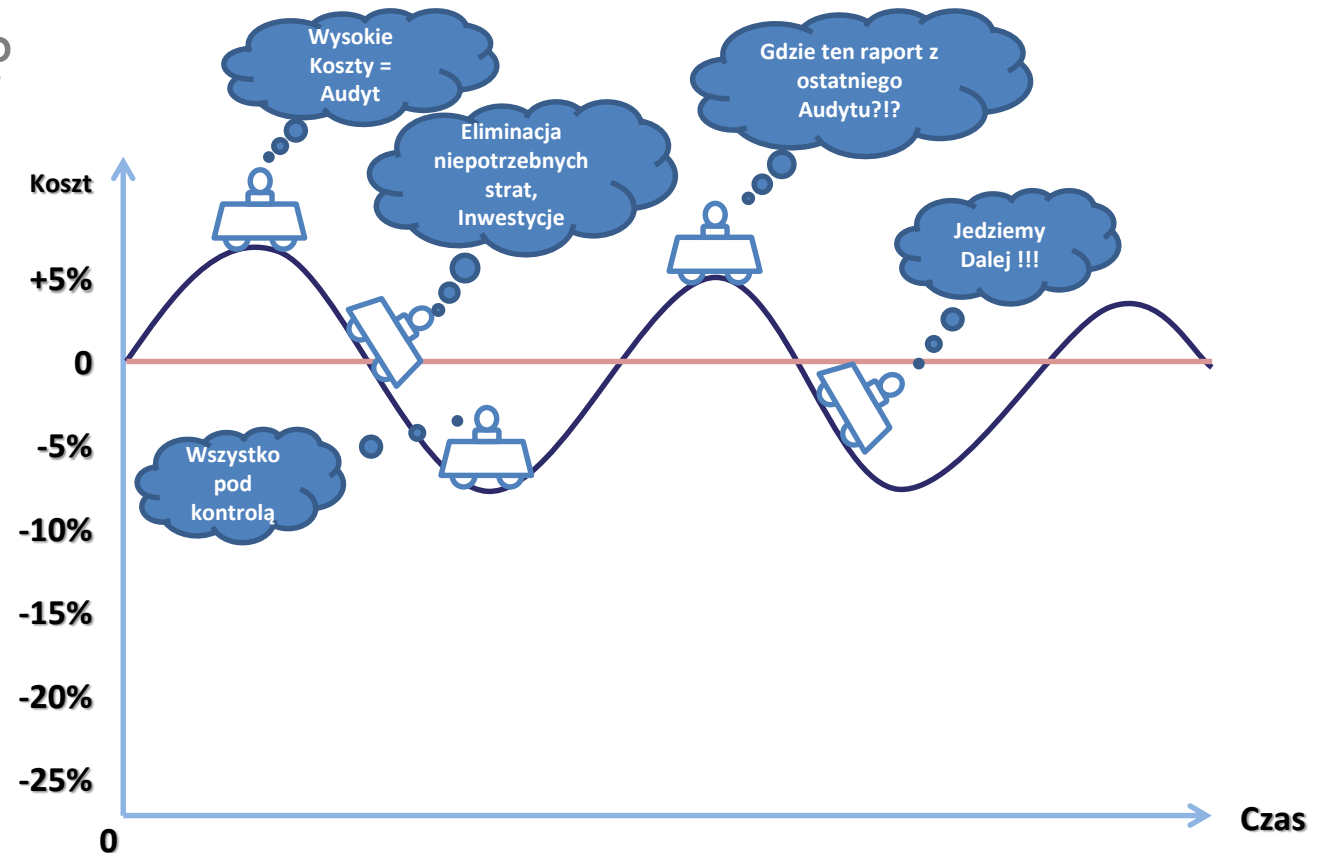 Wysokie
Koszty =
Audyt
Gdzie ten raport z
ostatniego
Audytu?!?
Eliminacja
niepotrzebnych
strat,
Inwestycje
Jedziemy
Dalej !!!
Wszystko
pod
kontrolą
Koszt
+5%
0
-5%
-10%
-15%
-20%
-25%
0
Czas